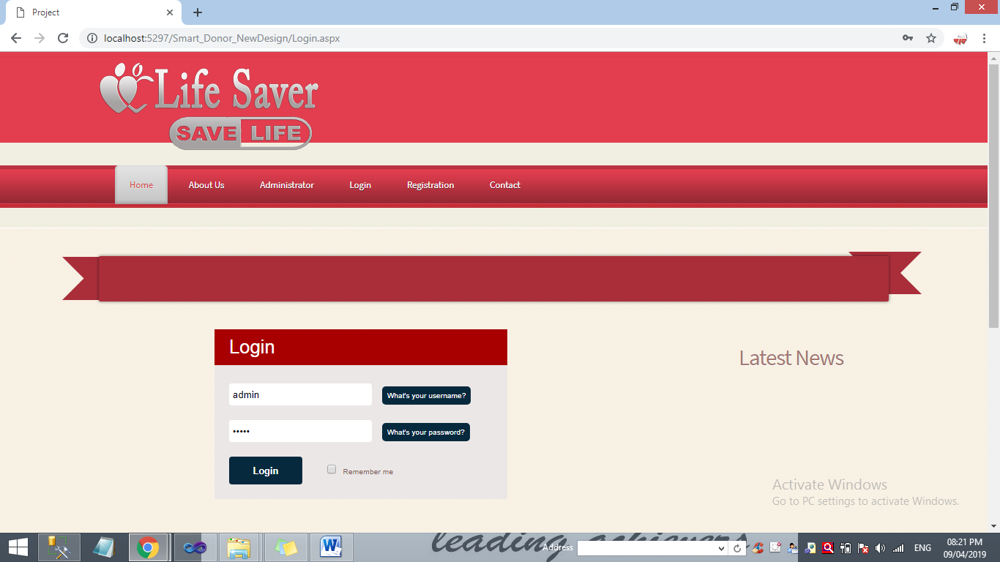 Project
localhost:5297/Smart_Donor_NewDesign/Login.aspx
Life Saver
SAVE LIFE
Home About Us Administrator Login Registration Contact
Login
Latest News
admin What's your username?
••••• What's your password?
Login Remember me
Activate Windows
Go to PC settings to activate Windows.
leading achievers
Address
ENG 08:21 PM
09/04/2019